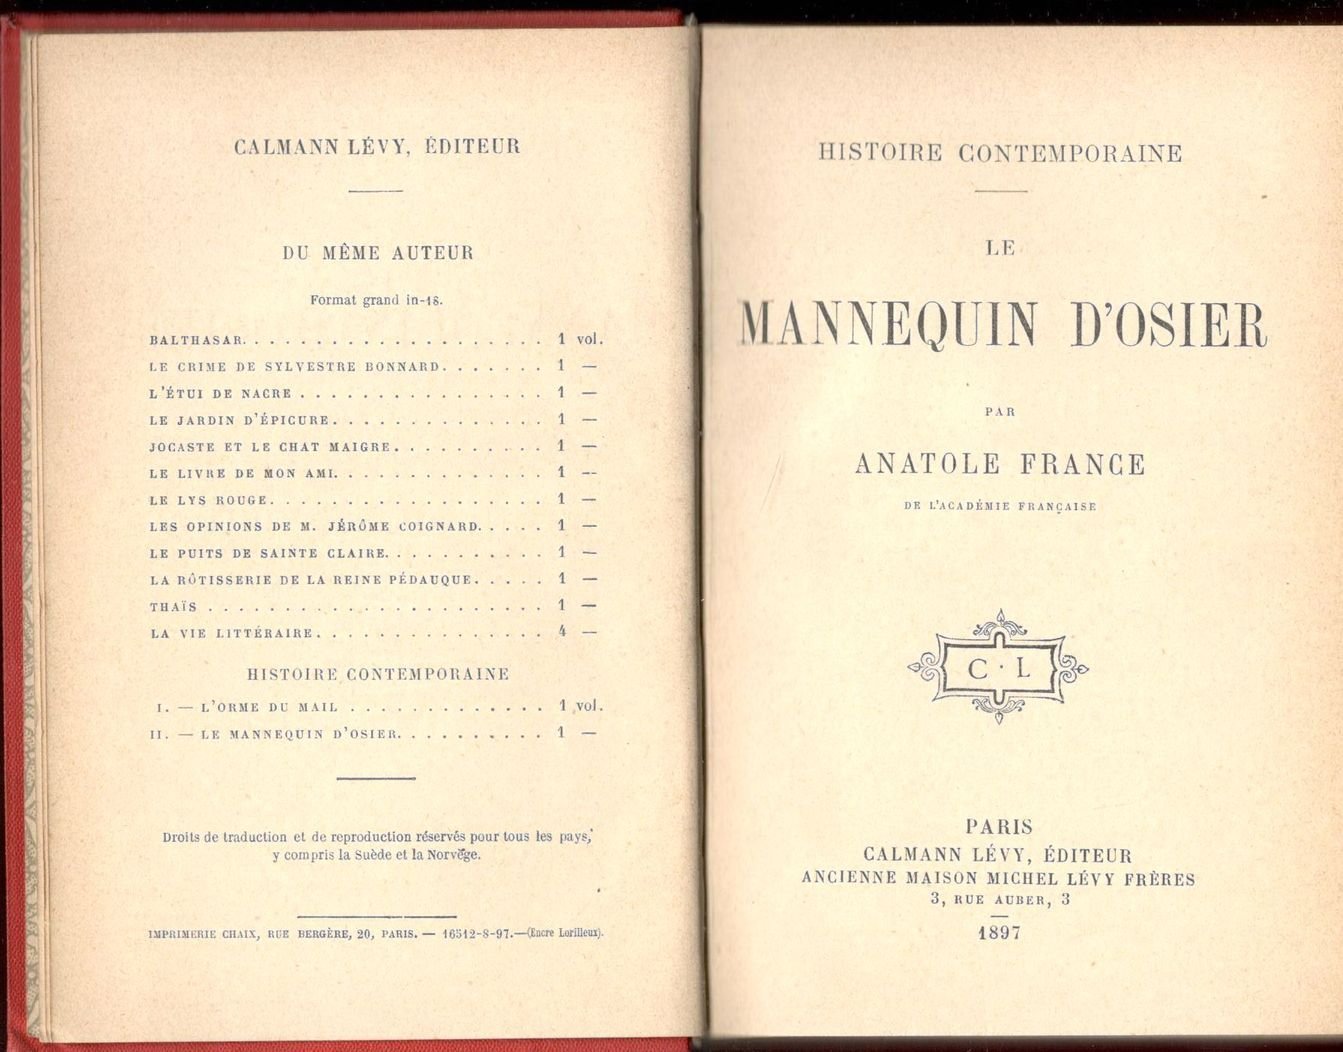 CALMANN LÉVY, ÉDITEUR
DU MÊME AUTEUR
Format grand in-18.
BALTHASAR. . . . . . . . . . . . . . . . . . . . 1 vol.
LE CRIME DE SYLVESTRE BONNARD. . . . . . . 1 —
L'ÉTUI DE NACRE . . . . . . . . . . . . . . . . 1 —
LE JARDIN D'ÉPICURE. . . . . . . . . . . . . . 1 —
JOCASTE ET LE CHAT MAIGRE. . . . . . . . . . 1 —
LE LIVRE DE MON AMI. . . . . . . . . . . . . . 1 —
LE LYS ROUGE. . . . . . . . . . . . . . . . . . 1 —
LES OPINIONS DE M. JÉRÔME COIGNARD. . . . . 1 —
LE PUITS DE SAINTE CLAIRE. . . . . . . . . . . 1 —
LA RÔTISSERIE DE LA REINE PÉDAUQUE. . . . . 1 —
THAÏS . . . . . . . . . . . . . . . . . . . . . . 1 —
LA VIE LITTÉRAIRE. . . . . . . . . . . . . . . 4 —
HISTOIRE CONTEMPORAINE
I. — L'ORME DU MAIL . . . . . . . . . . . . . 1 vol.
II. — LE MANNEQUIN D'OSIER. . . . . . . . . . 1 —
Droits de traduction et de reproduction réservés pour tous les pays,
y compris la Suède et la Norvège.
IMPRIMERIE CHAIX, RUE BERGÈRE, 20, PARIS. — 16512-8-97.—(Encre Lorilleux).
HISTOIRE CONTEMPORAINE
LE
MANNEQUIN D'OSIER
PAR
ANATOLE FRANCE
DE L'ACADÉMIE FRANÇAISE
C · L
PARIS
CALMANN LÉVY, ÉDITEUR
ANCIENNE MAISON MICHEL LÉVY FRÈRES
3, RUE AUBER, 3
1897